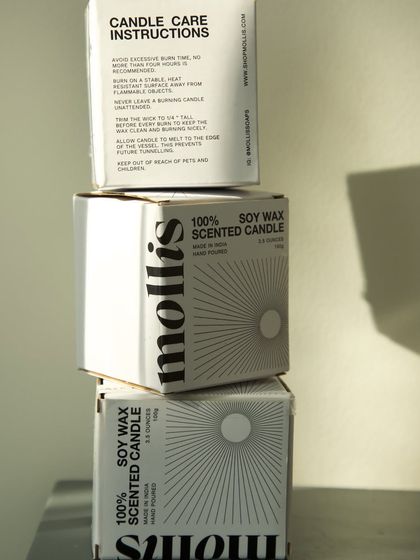 CANDLE CARE
INSTRUCTIONS
AVOID EXCESSIVE BURN TIME, NO
MORE THAN FOUR HOURS IS
RECOMMENDED.
BURN ON A STABLE, HEAT
RESISTANT SURFACE AWAY FROM
FLAMMABLE OBJECTS.
NEVER LEAVE A BURNING CANDLE
UNATTENDED.
TRIM THE WICK TO 1/4 " TALL
BEFORE EVERY BURN TO KEEP THE
WAX CLEAN AND BURNING NICELY.
ALLOW CANDLE TO MELT TO THE EDGE
OF THE VESSEL. THIS PREVENTS
FUTURE TUNNELLING.
KEEP OUT OF REACH OF PETS AND
CHILDREN.
WWW.SHOPMOLLIS.COM
IG: @MOLLISSOAPS
mollis
100% SOY WAX
SCENTED CANDLE
MADE IN INDIA
HAND POURED
3.5 OUNCES
100g
100% SOY WAX
SCENTED CANDLE
MADE IN INDIA
HAND POURED
3.5 OUNCES
100g
mollis